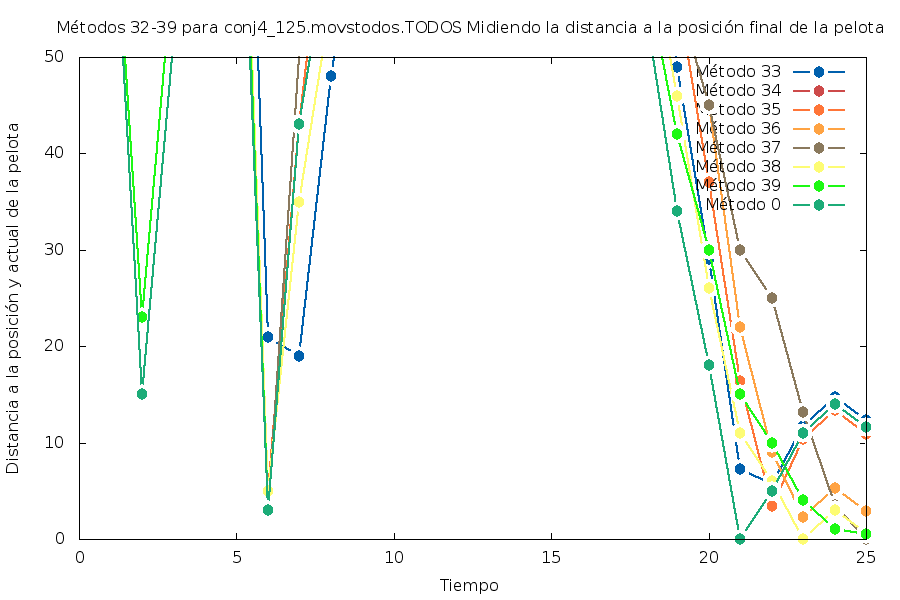 Métodos 32-39 para conj4_125.movstodos.TODOS Midiendo la distancia a la posición final de la pelota
Distancia a la posición y actual de la pelota
50
40
30
20
10
0
0
5
10
15
20
25
Tiempo
Método 33
Método 34
Método 35
Método 36
Método 37
Método 38
Método 39
Método 0